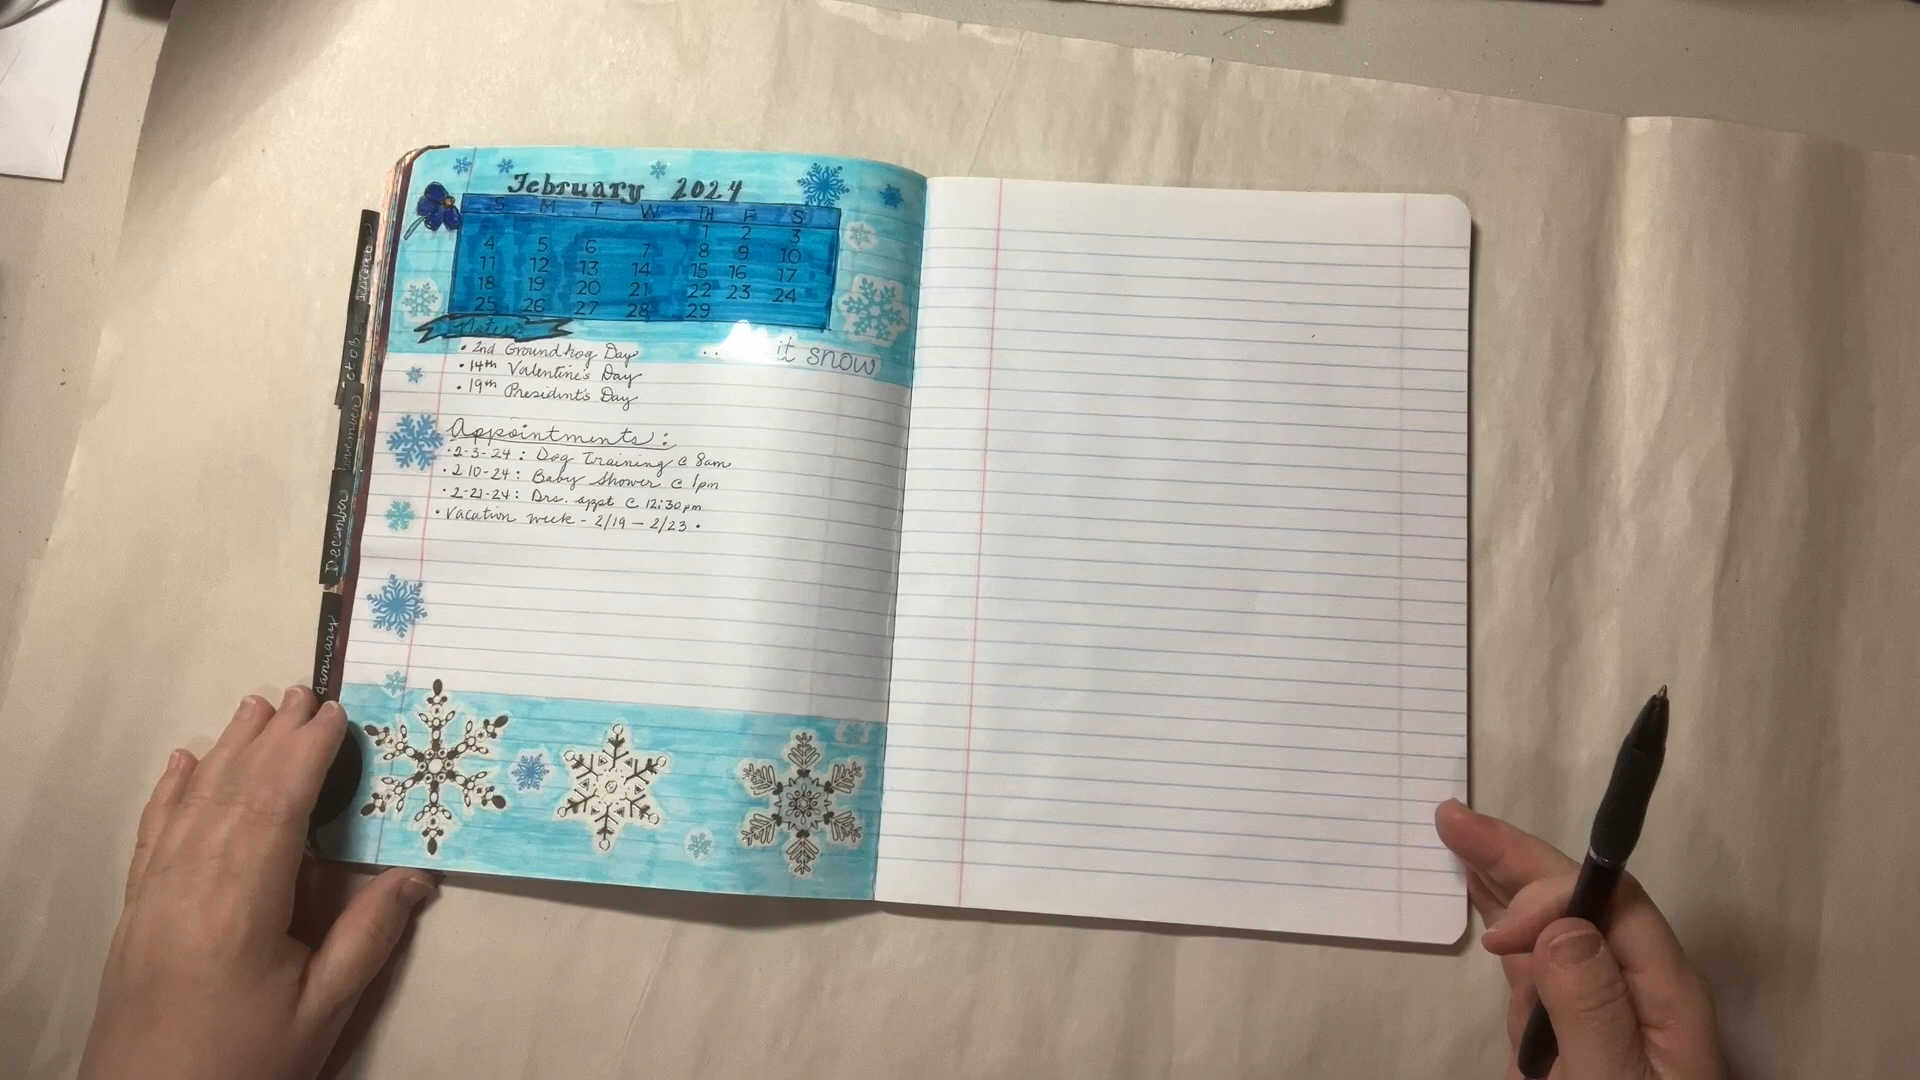 February 2024
S M T W TH F S
1 2 3
4 5 6 7 8 9 10
11 12 13 14 15 16 17
18 19 20 21 22 23 24
25 26 27 28 29
Notes:
• 2nd Groundhog Day
• 14th Valentine's Day
• 19th President's Day
it snow
Appointments:
• 2-3-24: Dog Training @ 8am
• 2-10-24: Baby Shower @ 1pm
• 2-21-24: Drs. appt @ 12:30pm
• Vacation week - 2/19 - 2/23 •
October
November
December
January